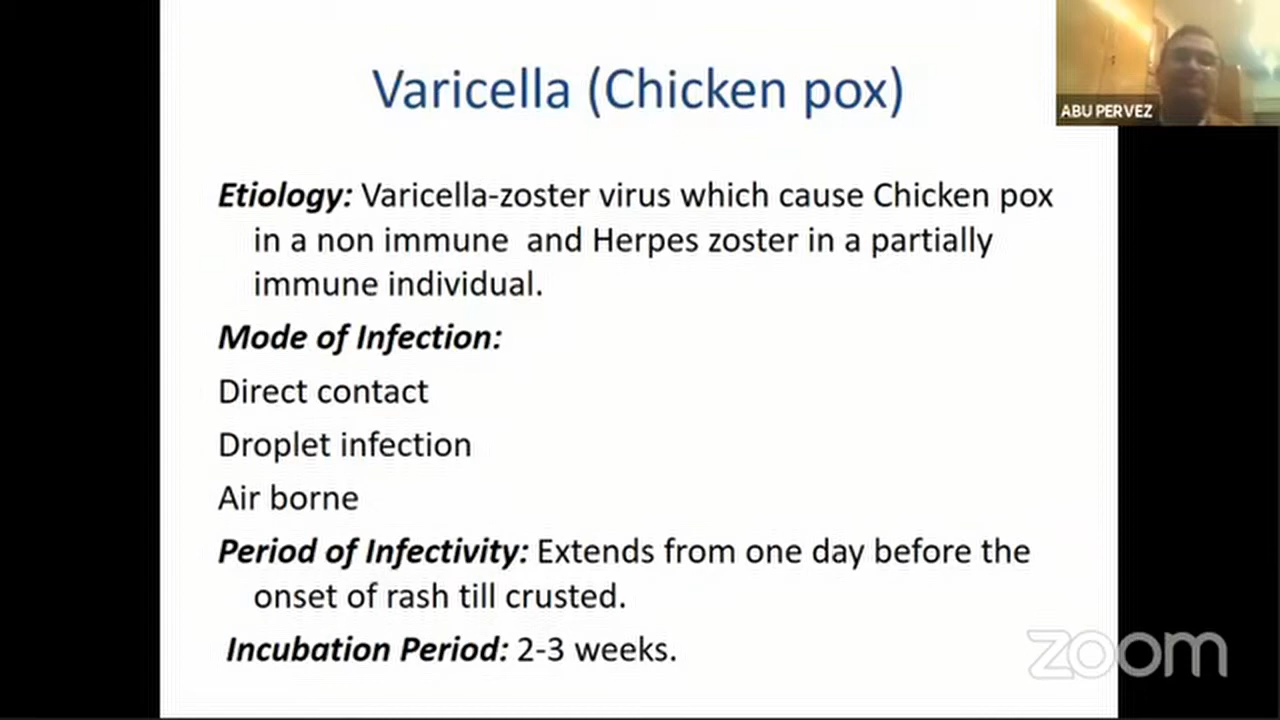 Varicella (Chicken pox)
ABU PERVEZ
Etiology: Varicella-zoster virus which cause Chicken pox
in a non immune and Herpes zoster in a partially
immune individual.
Mode of Infection:
Direct contact
Droplet infection
Air borne
Period of Infectivity: Extends from one day before the
onset of rash till crusted.
Incubation Period: 2-3 weeks.
zoom